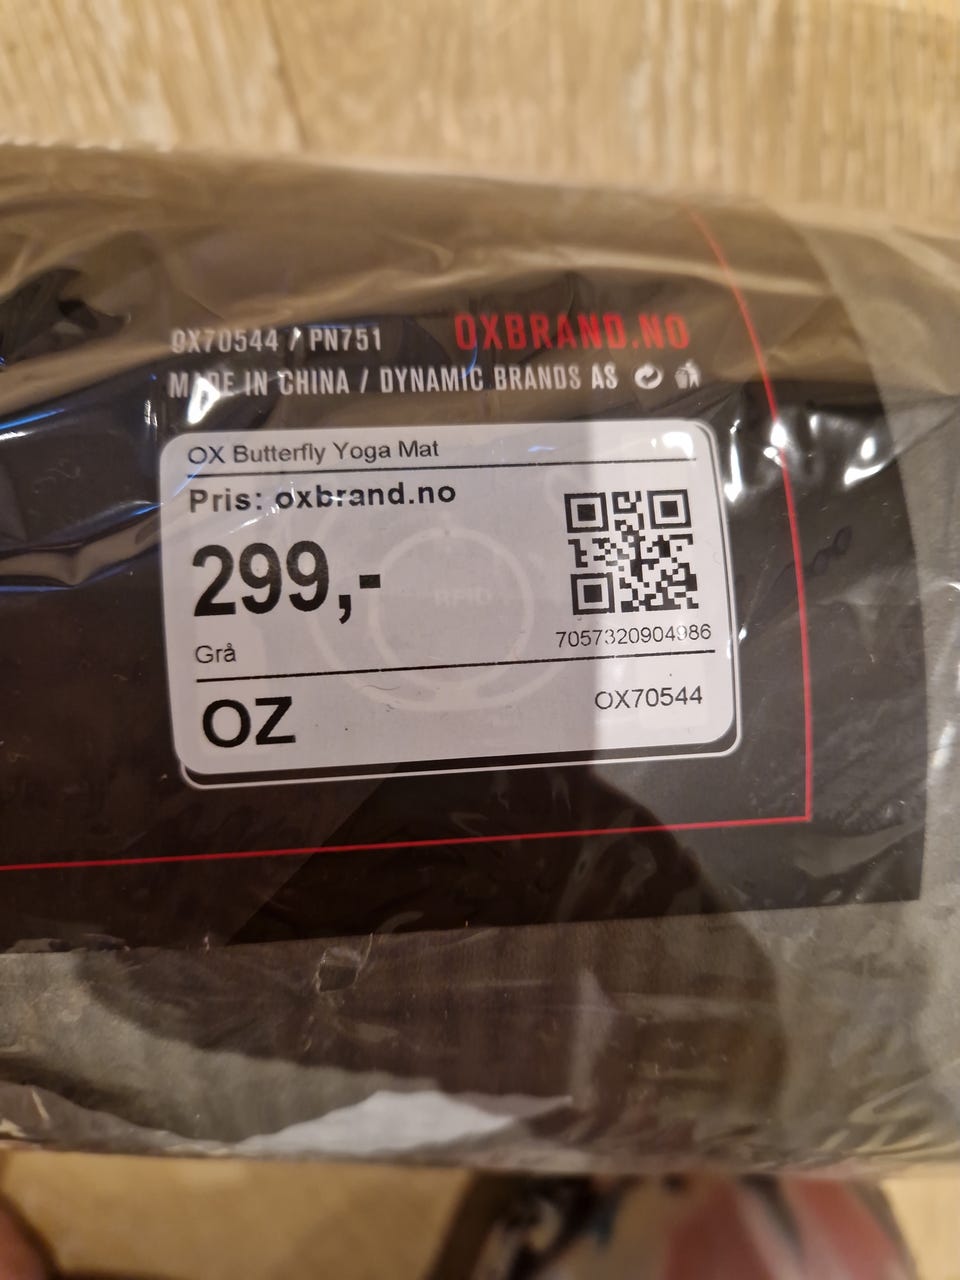 OX70544 / PN751 OXBRAND.NO
MADE IN CHINA / DYNAMIC BRANDS AS
OX Butterfly Yoga Mat
Pris: oxbrand.no
299,-
7057320904986
Grå
OZ OX70544
RFID